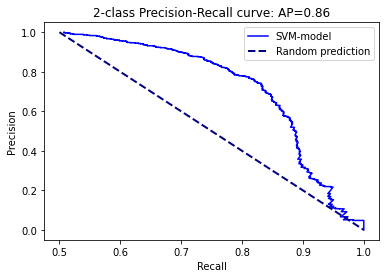 2-class Precision-Recall curve: AP=0.86
SVM-model
Random prediction
Precision
1.0
0.8
0.6
0.4
0.2
0.0
0.5 0.6 0.7 0.8 0.9 1.0
Recall